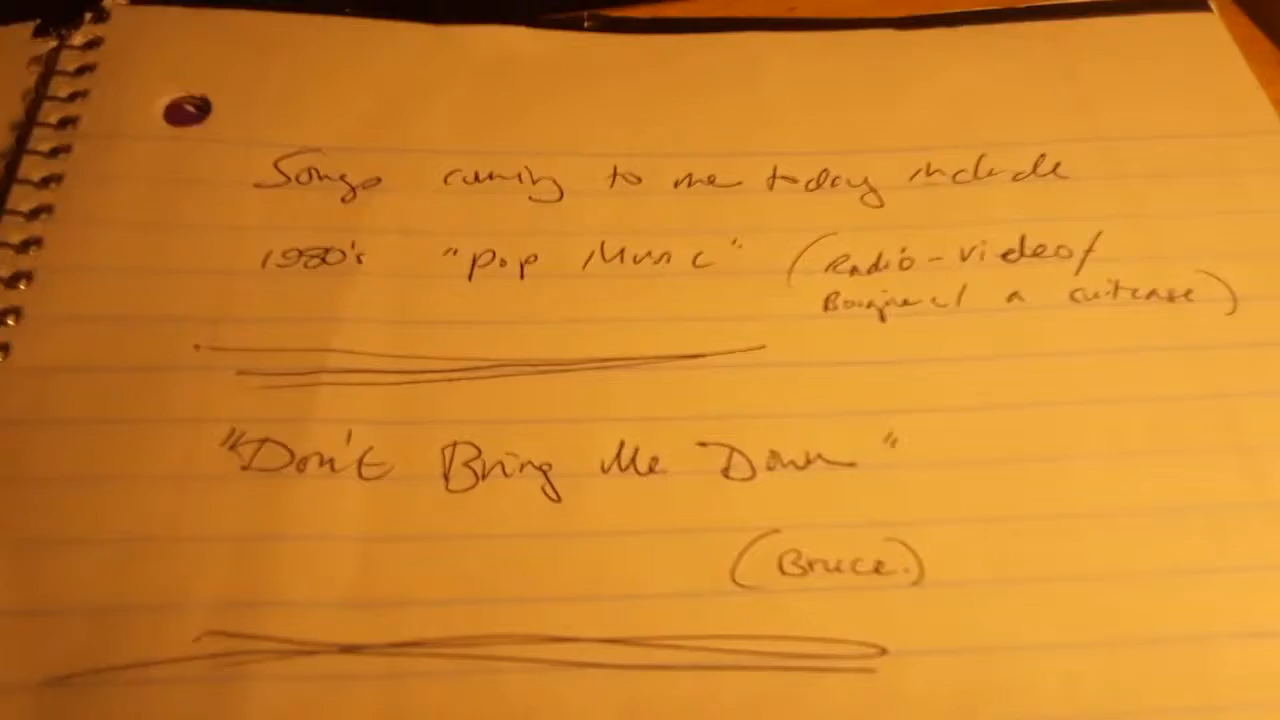 Songs coming to me today include
1980's "Pop Music" (Radio-video/
Boogie w/ a suitcase)
"Don't Bring Me Down"
(Bruce.)